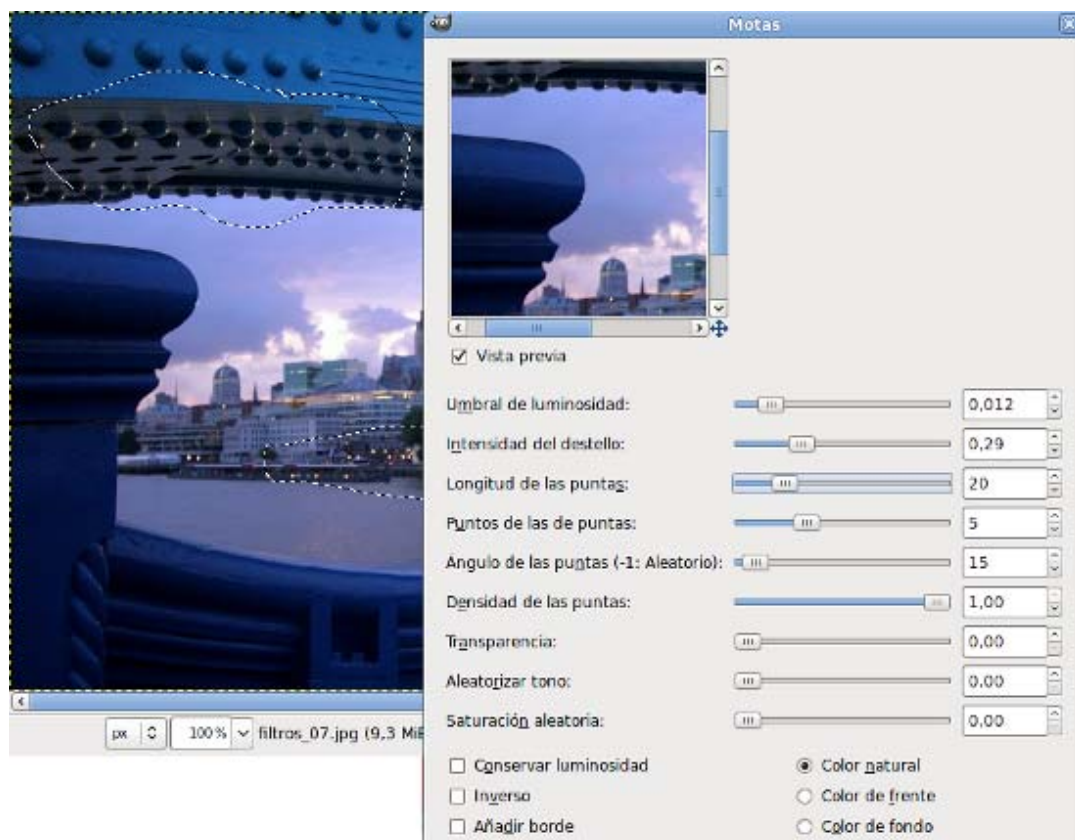 Motas
Vista previa
Umbral de luminosidad: 0,012
Intensidad del destello: 0,29
Longitud de las puntas: 20
Puntos de las de puntas: 5
Ángulo de las puntas (-1: Aleatorio): 15
Densidad de las puntas: 1,00
Transparencia: 0,00
Aleatorizar tono: 0,00
Saturación aleatoria: 0,00
px 100 % filtros_07.jpg (9,3 MiB
Conservar luminosidad Color natural
Inverso Color de frente
Añadir borde Color de fondo